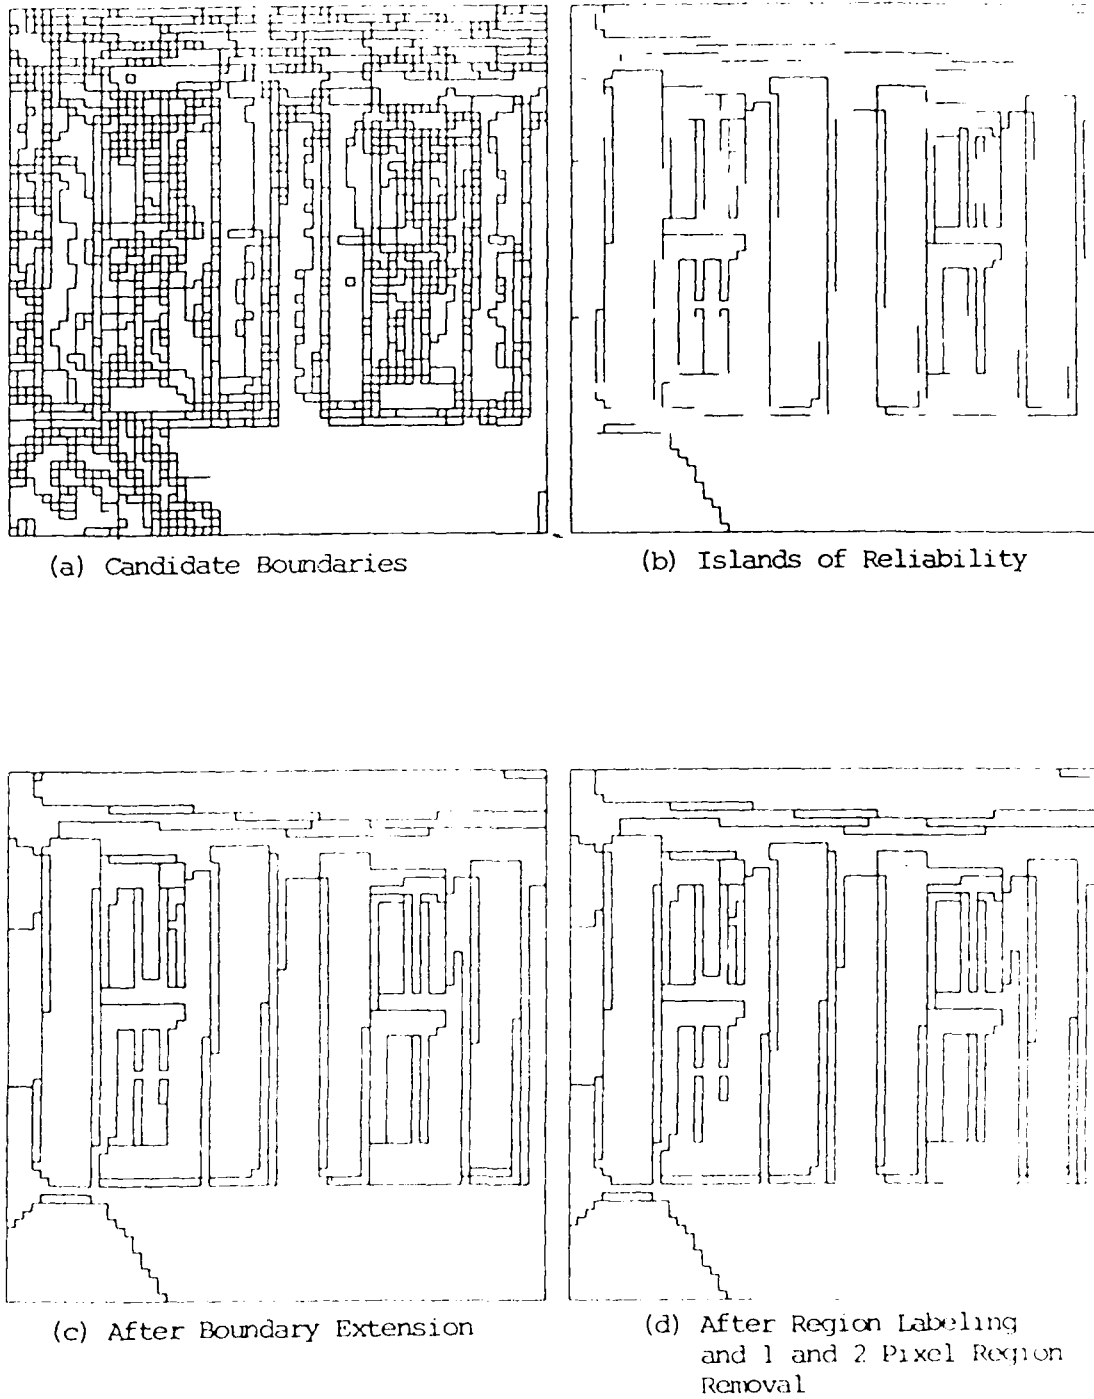 (a) Candidate Boundaries
(b) Islands of Reliability
(c) After Boundary Extension
(d) After Region Labeling
and 1 and 2 Pixel Region
Removal